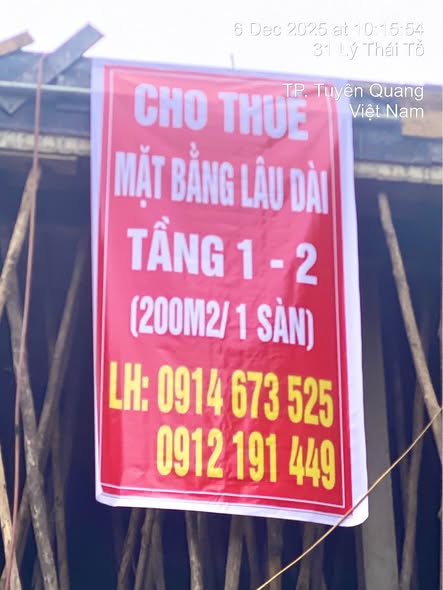 6 Dec 2025 at 10:15:54
31 Lý Thái Tổ
TP. Tuyên Quang
Việt Nam
CHO THUÊ
MẶT BẰNG LÂU DÀI
TẦNG 1 - 2
(200M2/ 1 SÀN)
LH: 0914 673 525
0912 191 449